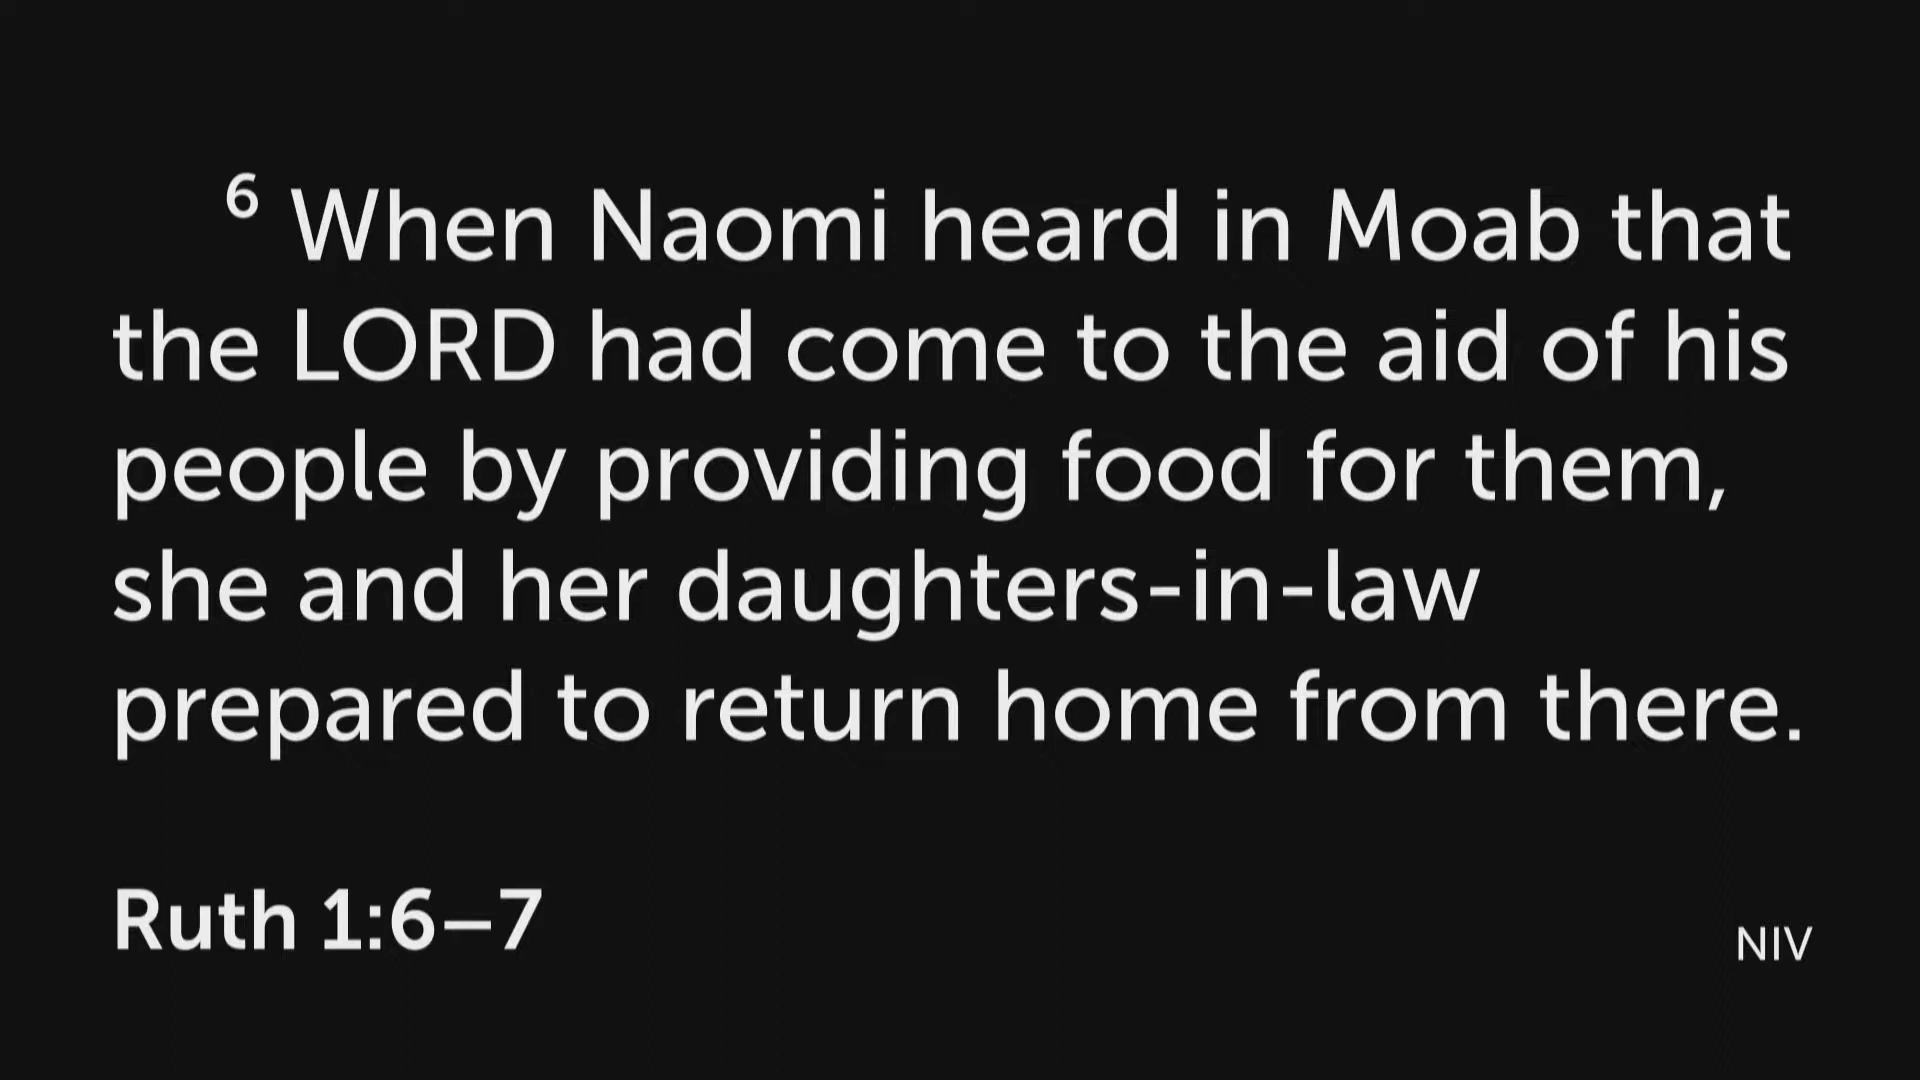 6 When Naomi heard in Moab that
the LORD had come to the aid of his
people by providing food for them,
she and her daughters-in-law
prepared to return home from there.
Ruth 1:6–7
NIV